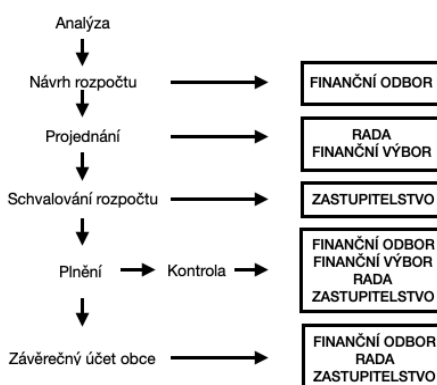 Analýza
Návrh rozpočtu
FINANČNÍ ODBOR
Projednání
RADA
FINANČNÍ VÝBOR
Schvalování rozpočtu
ZASTUPITELSTVO
Plnění
Kontrola
FINANČNÍ ODBOR
FINANČNÍ VÝBOR
RADA
ZASTUPITELSTVO
Závěrečný účet obce
FINANČNÍ ODBOR
RADA
ZASTUPITELSTVO